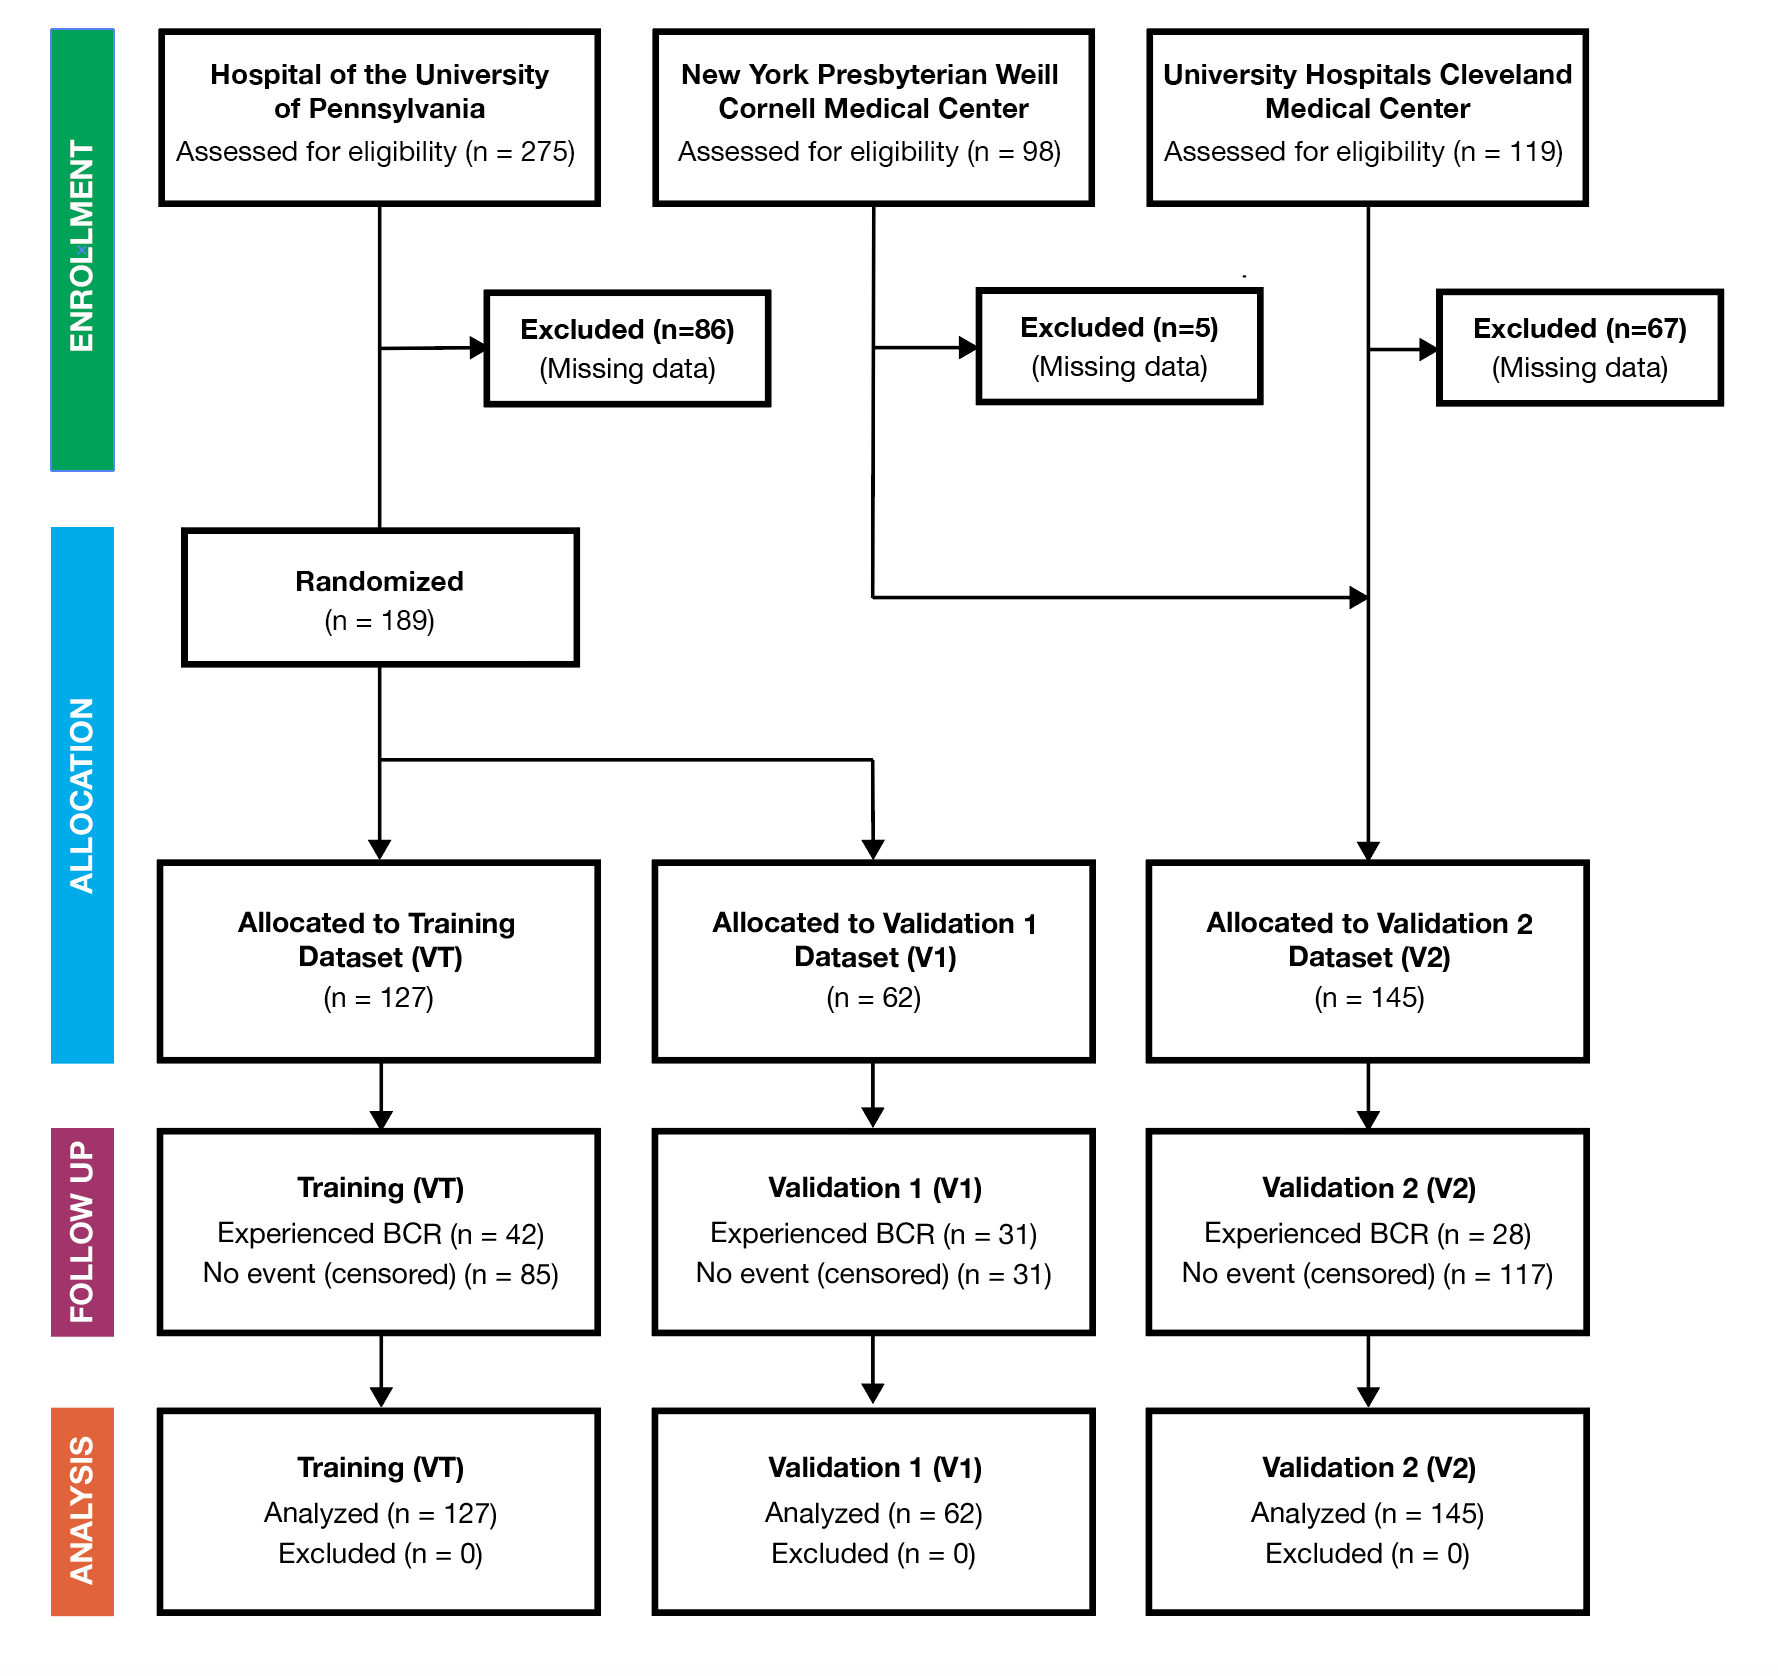 ENROLLMENT
Hospital of the University
of Pennsylvania
Assessed for eligibility (n = 275)
New York Presbyterian Weill
Cornell Medical Center
Assessed for eligibility (n = 98)
University Hospitals Cleveland
Medical Center
Assessed for eligibility (n = 119)
Excluded (n=86)
(Missing data)
Excluded (n=5)
(Missing data)
Excluded (n=67)
(Missing data)
ALLOCATION
Randomized
(n = 189)
Allocated to Training
Dataset (VT)
(n = 127)
Allocated to Validation 1
Dataset (V1)
(n = 62)
Allocated to Validation 2
Dataset (V2)
(n = 145)
FOLLOW UP
Training (VT)
Experienced BCR (n = 42)
No event (censored) (n = 85)
Validation 1 (V1)
Experienced BCR (n = 31)
No event (censored) (n = 31)
Validation 2 (V2)
Experienced BCR (n = 28)
No event (censored) (n = 117)
ANALYSIS
Training (VT)
Analyzed (n = 127)
Excluded (n = 0)
Validation 1 (V1)
Analyzed (n = 62)
Excluded (n = 0)
Validation 2 (V2)
Analyzed (n = 145)
Excluded (n = 0)